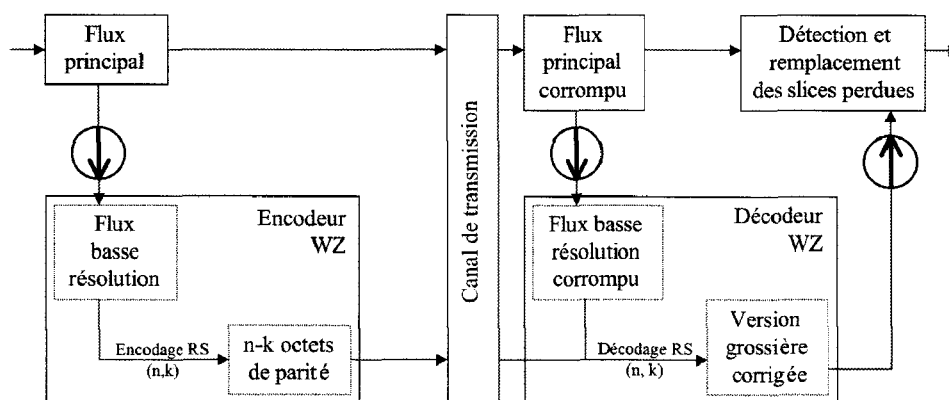 Flux
principal
Flux
principal
corrompu
Détection et
remplacement
des slices perdues
Canal de transmission
Encodeur
WZ
Flux
basse
résolution
Encodage RS
(n,k)
n-k octets
de parité
Décodeur
WZ
Flux basse
résolution
corrompu
Décodage RS
(n, k)
Version
grossière
corrigée